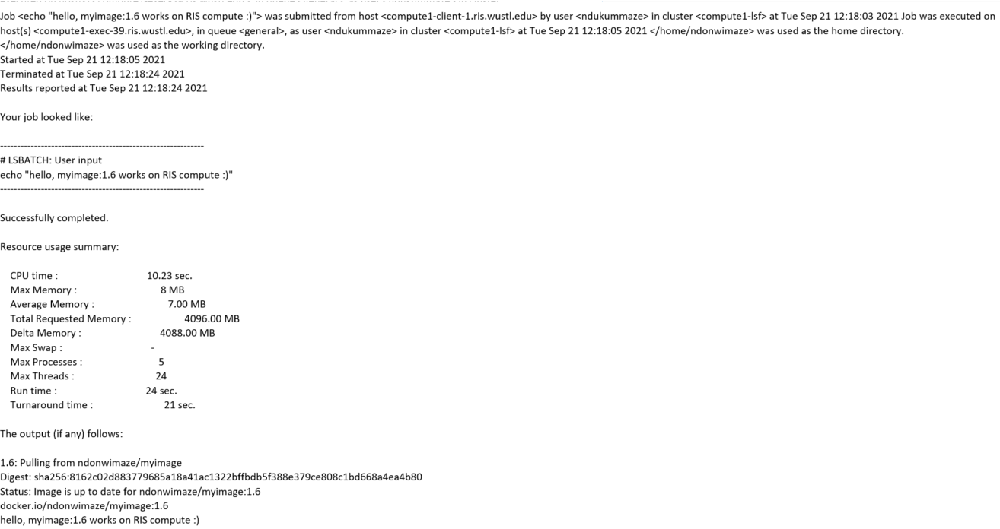 Job <echo "hello, myimage:1.6 works on RIS compute :)"> was submitted from host <compute1-client-1.ris.wustl.edu> by user <ndukummaze> in cluster <compute1-lsf> at Tue Sep 21 12:18:03 2021 Job was executed on
host(s) <compute1-exec-39.ris.wustl.edu>, in queue <general>, as user <ndukummaze> in cluster <compute1-lsf> at Tue Sep 21 12:18:05 2021 </home/ndonwimaze> was used as the home directory.
</home/ndonwimaze> was used as the working directory.
Started at Tue Sep 21 12:18:05 2021
Terminated at Tue Sep 21 12:18:24 2021
Results reported at Tue Sep 21 12:18:24 2021
Your job looked like:
------------------------------------------------------------
# LSBATCH: User input
echo "hello, myimage:1.6 works on RIS compute :)"
------------------------------------------------------------
Successfully completed.
Resource usage summary:
CPU time : 10.23 sec.
Max Memory : 8 MB
Average Memory : 7.00 MB
Total Requested Memory : 4096.00 MB
Delta Memory : 4088.00 MB
Max Swap : -
Max Processes : 5
Max Threads : 24
Run time : 24 sec.
Turnaround time : 21 sec.
The output (if any) follows:
1.6: Pulling from ndonwimaze/myimage
Digest: sha256:8162c02d883779685a18a41ac1322bffbdb5f388e379ce808c1bd668a4ea4b80
Status: Image is up to date for ndonwimaze/myimage:1.6
docker.io/ndonwimaze/myimage:1.6
hello, myimage:1.6 works on RIS compute :)